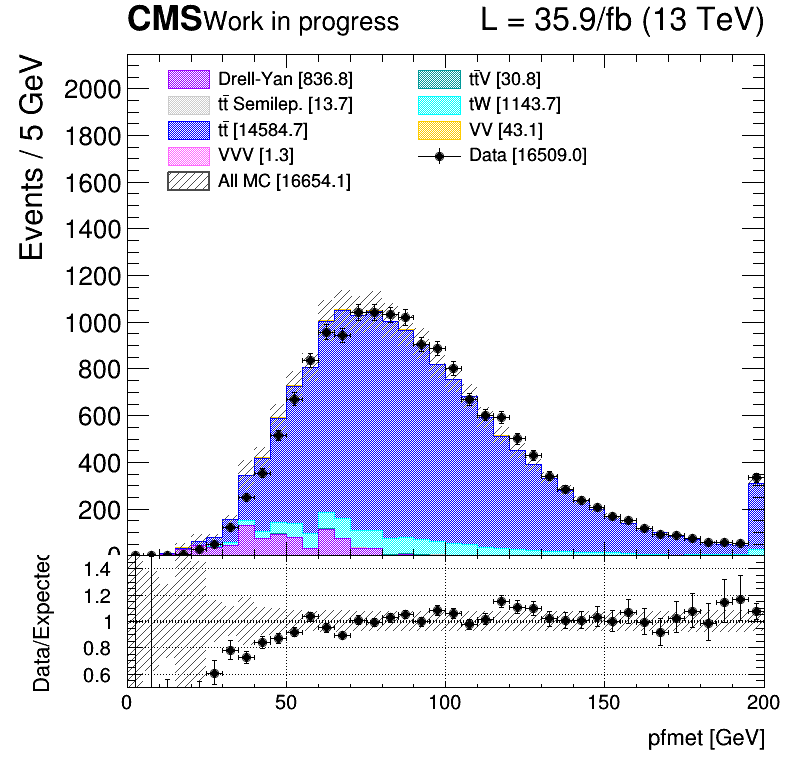 CMS Work in progress L = 35.9/fb (13 TeV)
Events / 5 GeV
2000
1800
1600
1400
1200
1000
800
600
400
200
0
Drell-Yan [836.8]
tt̄ Semilep. [13.7]
tt̄ [14584.7]
VVV [1.3]
All MC [16654.1]
tt̄V [30.8]
tW [1143.7]
VV [43.1]
Data [16509.0]
Data/Expected
1.4
1.2
1
0.8
0.6
0 50 100 150 200
pfmet [GeV]